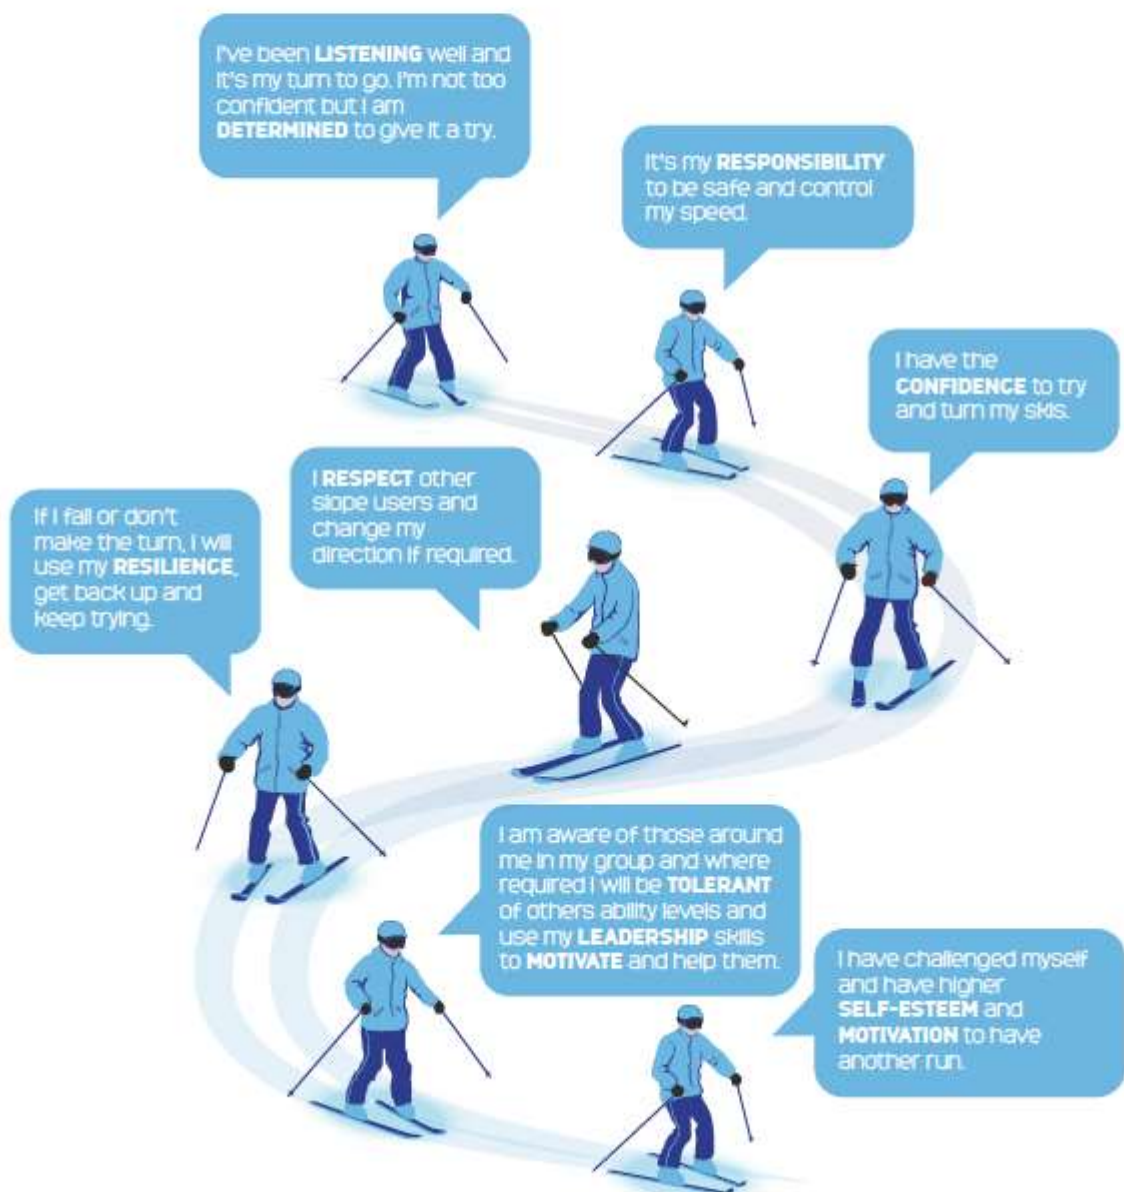 I've been LISTENING well and
it's my turn to go. I'm not too
confident but I am
DETERMINED to give it a try.
It's my RESPONSIBILITY
to be safe and control
my speed.
I have the
CONFIDENCE to try
and turn my skis.
I RESPECT other
slope users and
change my
direction if required.
If I fall or don't
make the turn, I will
use my RESILIENCE,
get back up and
keep trying.
I am aware of those around
me in my group and where
required I will be TOLERANT
of others ability levels and
use my LEADERSHIP skills
to MOTIVATE and help them.
I have challenged myself
and have higher
SELF-ESTEEM and
MOTIVATION to have
another run.